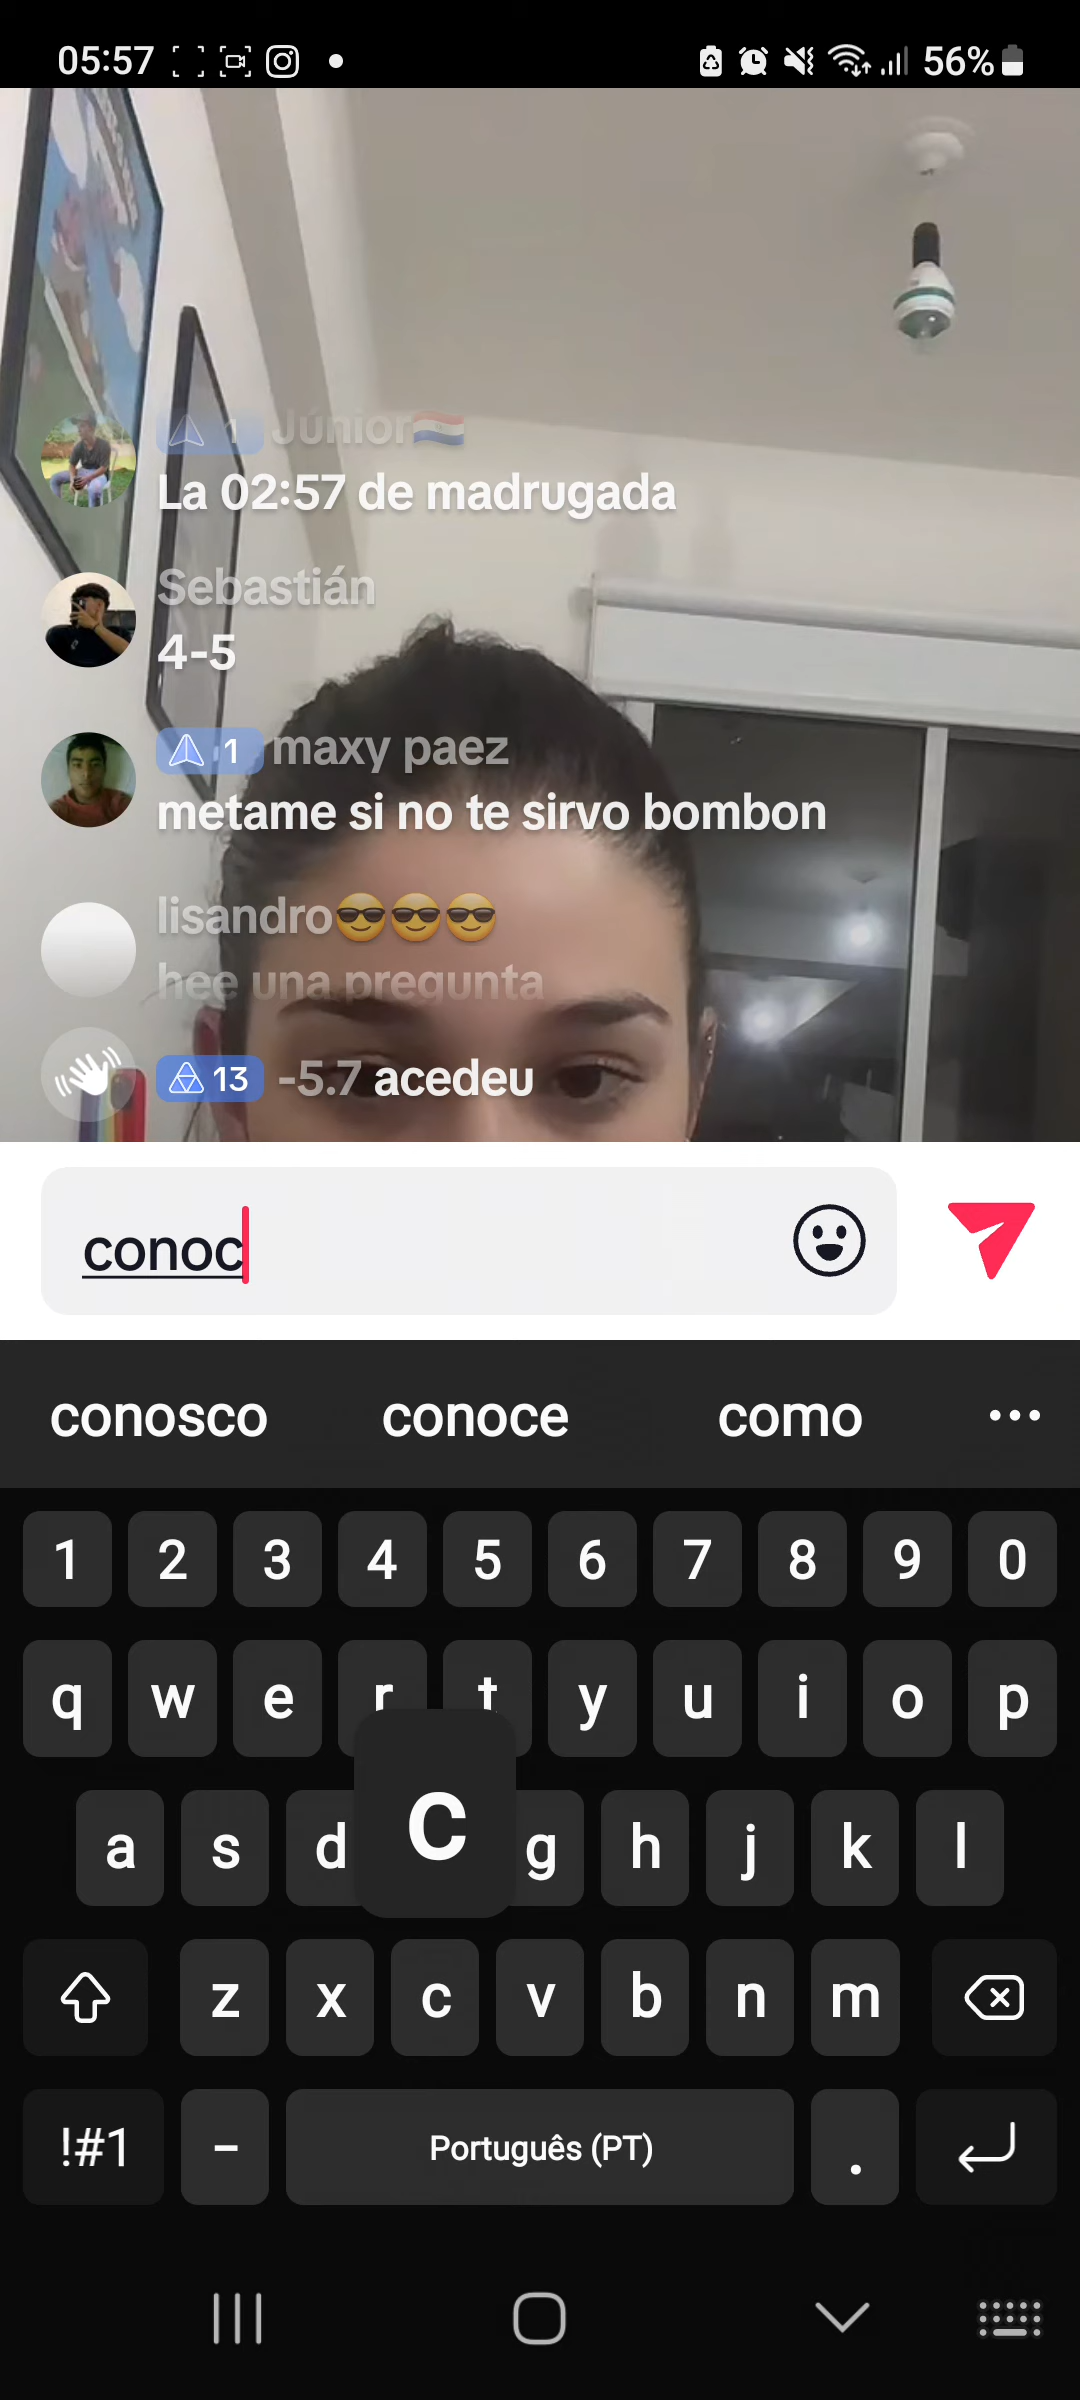 05:57 56%
1 Júnior🇵🇾
La 02:57 de madrugada
Sebastián
4-5
1 maxy paez
metame si no te sirvo bombon
lisandro😎😎😎
hee una pregunta
13 -5.7 acedeu
conoc
conosco conoce como
1 2 3 4 5 6 7 8 9 0
q w e r t y u i o p
a s d C g h j k l
z x c v b n m
!#1 - Português (PT) .